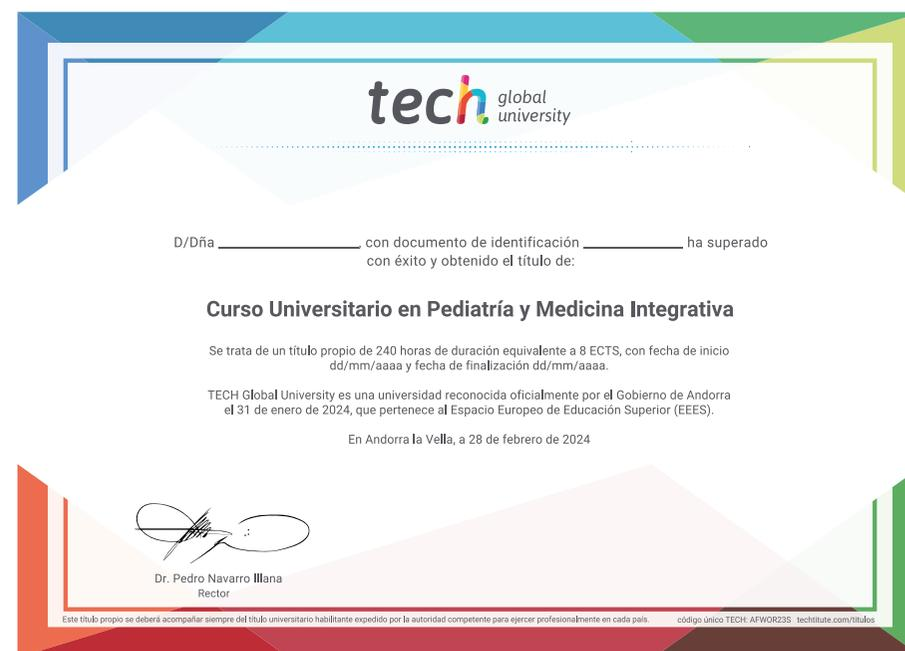 tech global
university
D/Dña ______________, con documento de identificación __________ ha superado
con éxito y obtenido el título de:
Curso Universitario en Pediatría y Medicina Integrativa
Se trata de un título propio de 240 horas de duración equivalente a 8 ECTS, con fecha de inicio
dd/mm/aaaa y fecha de finalización dd/mm/aaaa.
TECH Global University es una universidad reconocida oficialmente por el Gobierno de Andorra
el 31 de enero de 2024, que pertenece al Espacio Europeo de Educación Superior (EEES).
En Andorra la Vella, a 28 de febrero de 2024
Dr. Pedro Navarro Illana
Rector
Este título propio se deberá acompañar siempre del título universitario habilitante expedido por la autoridad competente para ejercer profesionalmente en cada país. código único TECH: AFWOR23S techtitute.com/titulos